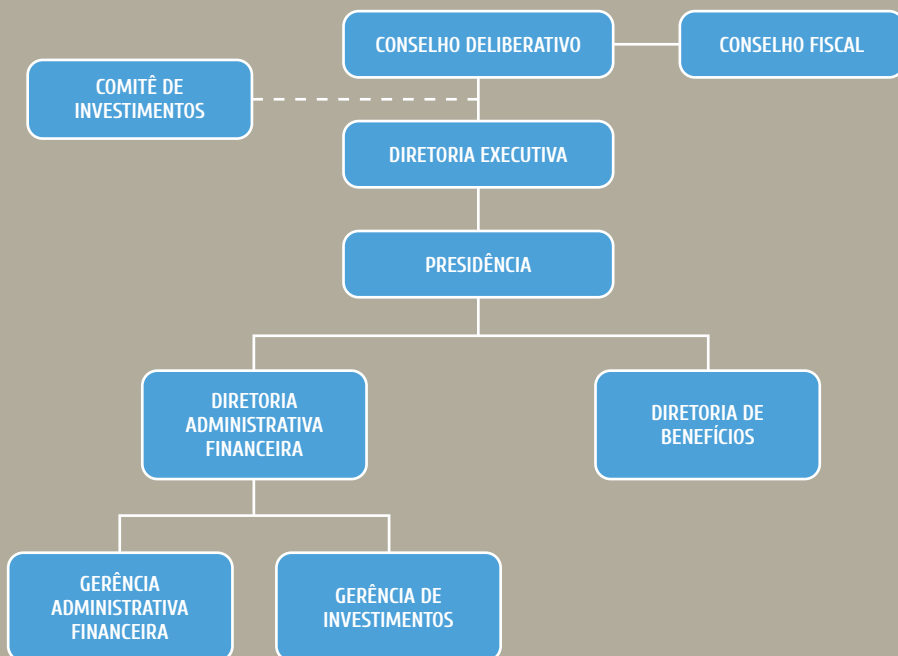 CONSELHO DELIBERATIVO
CONSELHO FISCAL
COMITÊ DE
INVESTIMENTOS
DIRETORIA EXECUTIVA
PRESIDÊNCIA
DIRETORIA
ADMINISTRATIVA
FINANCEIRA
DIRETORIA DE
BENEFÍCIOS
GERÊNCIA
ADMINISTRATIVA
FINANCEIRA
GERÊNCIA DE
INVESTIMENTOS